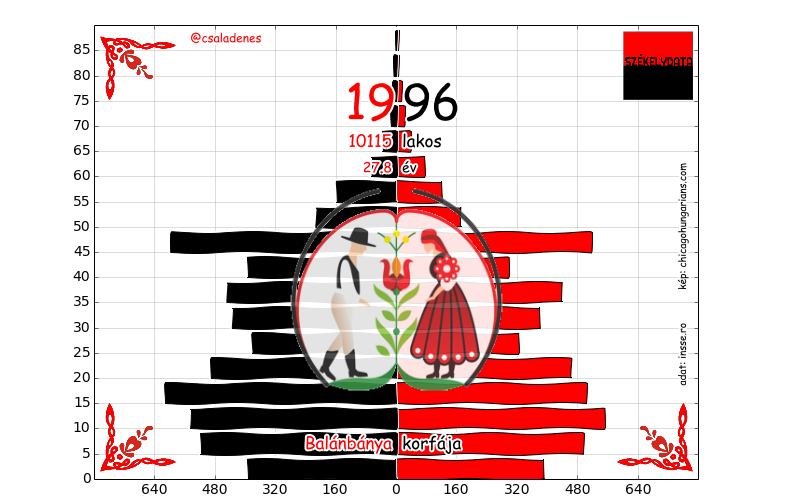 @csaladenes
SZÉKELYDATA
1996
10115 lakos
27.8 év
kép: chicagohungarians.com
adat: insse.ro
Balánbánya korfája
85
80
75
70
65
60
55
50
45
40
35
30
25
20
15
10
5
0
640 480 320 160 0 160 320 480 640